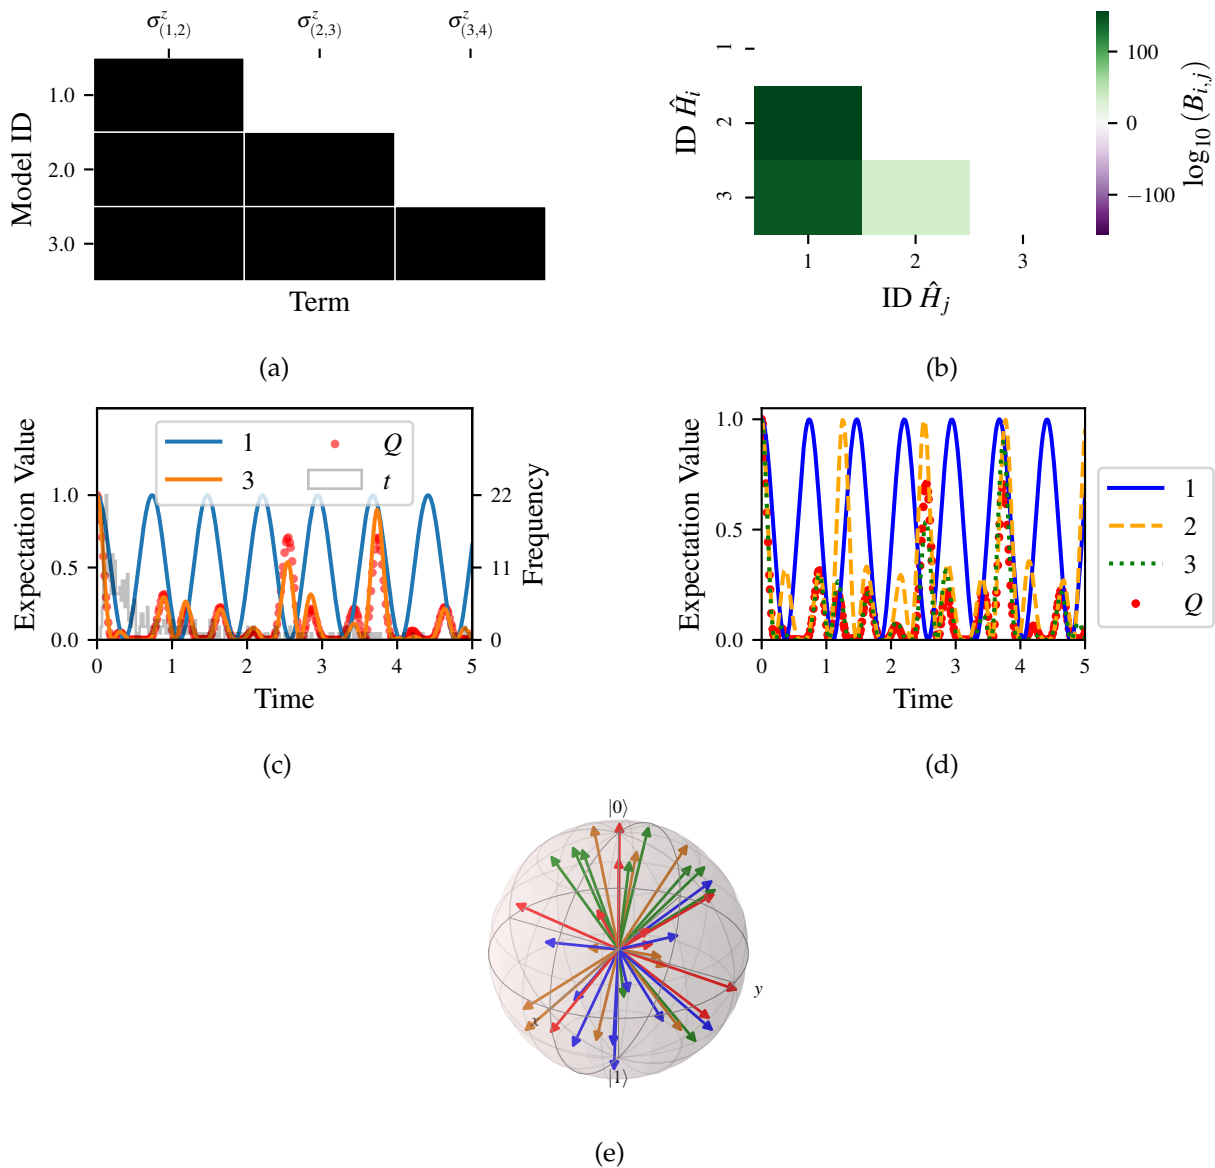 σ^z_(1,2) σ^z_(2,3) σ^z_(3,4)
1.0
2.0
3.0
Model ID
Term
(a)
1
2
3
ID Ĥ_i
1 2 3
ID Ĥ_j
100
0
−100
log₁₀ (B_{i,j})
(b)
1 Q
3 t
1.0
0.5
0.0
Expectation Value
22
11
0
Frequency
0 1 2 3 4 5
Time
(c)
1.0
0.5
0.0
Expectation Value
0 1 2 3 4 5
Time
1
2
3
Q
(d)
|0⟩
y
x
|1⟩
(e)